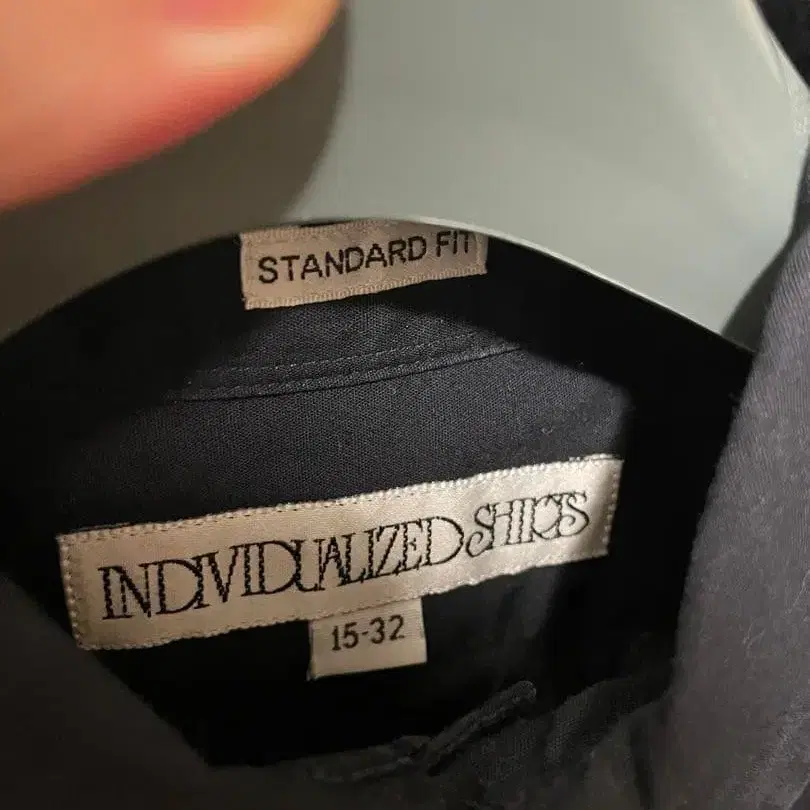 STANDARD FIT
INDIVIDUALIZED SHIRTS
15-32